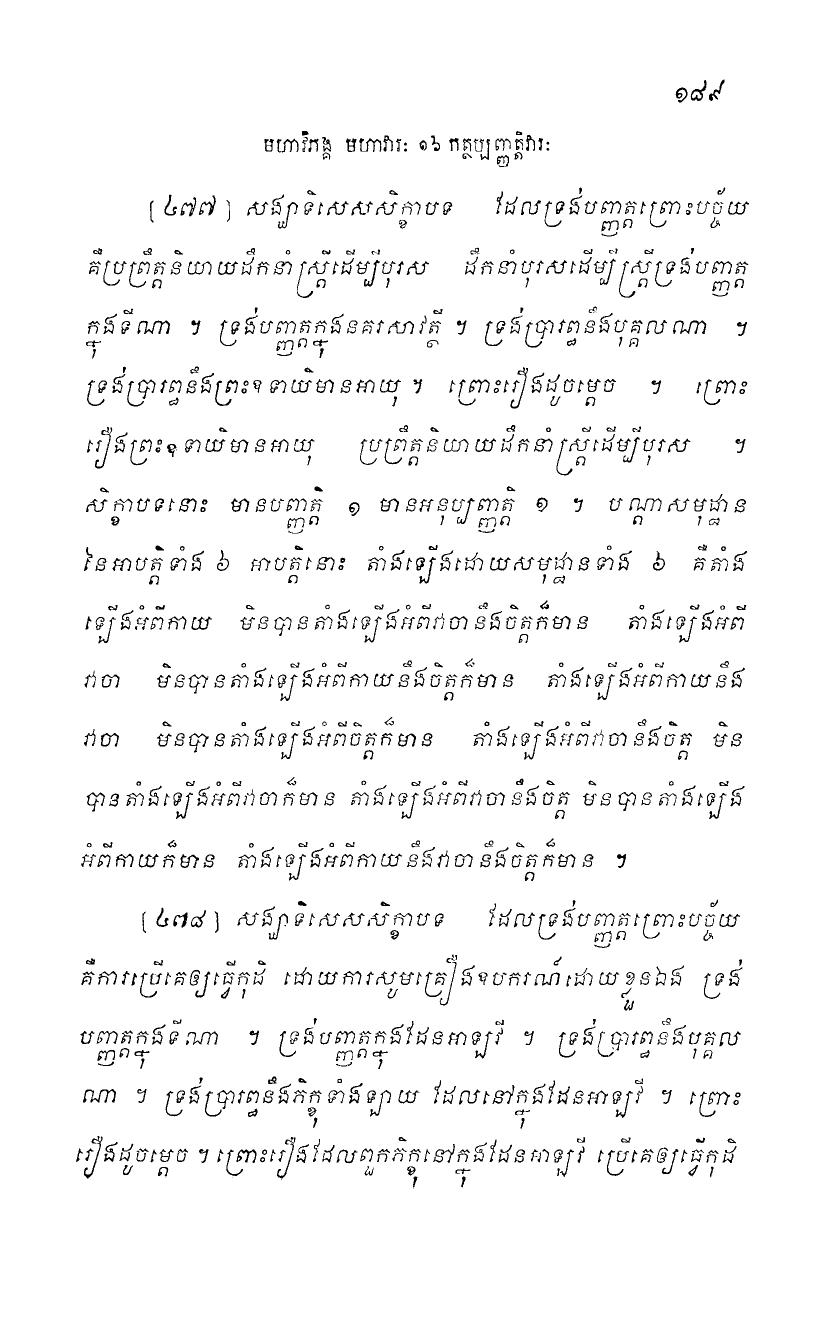 ១៨៩
មហាវិភង្គ មហាវារៈ ១៦ កត្ថប្បញ្ញត្តិវារៈ
[៤៧៧] សង្ឃាទិសេសសិក្ខាបទ ដែលទ្រង់បញ្ញត្តព្រោះបច្ច័យ
គឺប្រព្រឹត្តនិយាយដឹកនាំស្ត្រីដើម្បីបុរស ដឹកនាំបុរសដើម្បីស្ត្រីទ្រង់បញ្ញត្ត
ក្នុងទីណា ។ ទ្រង់បញ្ញត្តក្នុងនគរសាវត្ថី ។ ទ្រង់ប្រារព្ធនឹងបុគ្គលណា ។
ទ្រង់ប្រារព្ធនឹងព្រះឧទាយិមានអាយុ ។ ព្រោះរឿងដូចម្តេច ។ ព្រោះ
រឿងព្រះឧទាយិមានអាយុ ប្រព្រឹត្តនិយាយដឹកនាំស្ត្រីដើម្បីបុរស ។
សិក្ខាបទនោះ មានបញ្ញត្តិ ១ មានអនុប្បញ្ញត្តិ ១ ។ បណ្តាសមុដ្ឋាន
នៃអាបត្តិទាំង ៦ អាបត្តិនោះ តាំងឡើងដោយសមុដ្ឋានទាំង ៦ គឺតាំង
ឡើងអំពីកាយ មិនបានតាំងឡើងអំពីវាចានឹងចិត្តក៏មាន តាំងឡើងអំពី
វាចា មិនបានតាំងឡើងអំពីកាយនឹងចិត្តក៏មាន តាំងឡើងអំពីកាយនឹង
វាចា មិនបានតាំងឡើងអំពីចិត្តក៏មាន តាំងឡើងអំពីវាចានឹងចិត្ត មិន
បានតាំងឡើងអំពីវាចាក៏មាន តាំងឡើងអំពីវាចានឹងចិត្ត មិនបានតាំងឡើង
អំពីកាយក៏មាន តាំងឡើងអំពីកាយនឹងវាចានឹងចិត្តក៏មាន ។
[៤៧៨] សង្ឃាទិសេសសិក្ខាបទ ដែលទ្រង់បញ្ញត្តព្រោះបច្ច័យ
គឺការប្រើគេឲ្យធ្វើកុដិ ដោយការសូមគ្រឿងឧបករណ៍ដោយខ្លួនឯង ទ្រង់
បញ្ញត្តក្នុងទីណា ។ ទ្រង់បញ្ញត្តក្នុងដែនអាឡវី ។ ទ្រង់ប្រារព្ធនឹងបុគ្គល
ណា ។ ទ្រង់ប្រារព្ធនឹងភិក្ខុទាំងឡាយ ដែលនៅក្នុងដែនអាឡវី ។ ព្រោះ
រឿងដូចម្តេច ។ ព្រោះរឿងដែលពួកភិក្ខុនៅក្នុងដែនអាឡវី ប្រើគេឲ្យធ្វើកុដិ